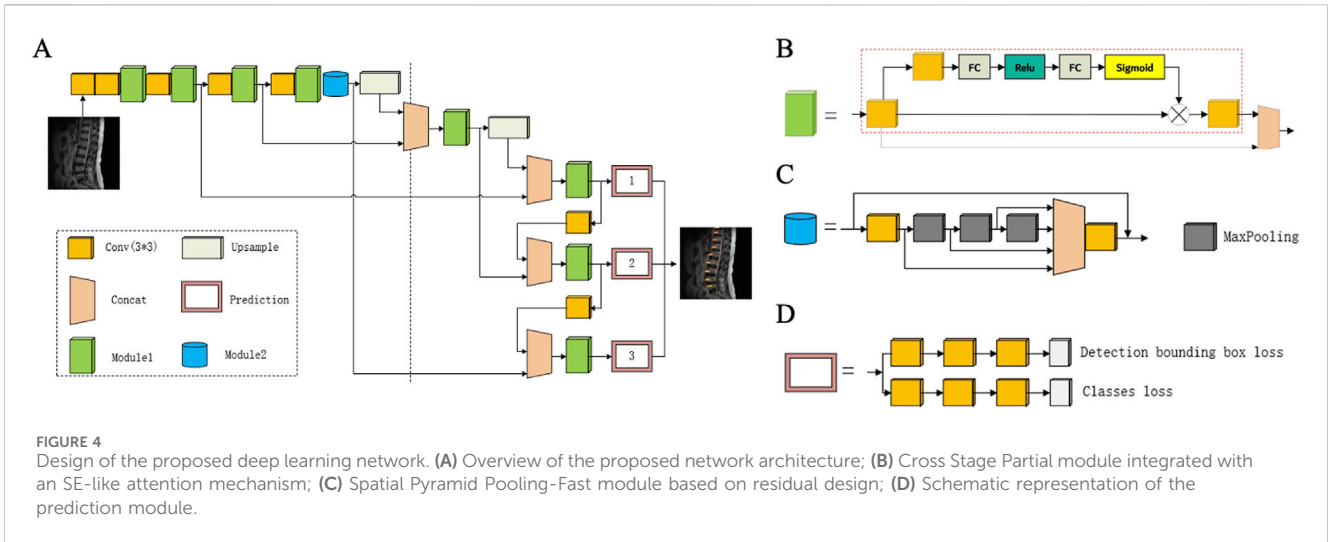 A
1
2
3
Conv(3*3)
Upsample
Concat
Prediction
Module1
Module2
B
=
FC
Relu
FC
Sigmoid
C
=
MaxPooling
D
=
Detection bounding box loss
Classes loss
FIGURE 4
Design of the proposed deep learning network. (A) Overview of the proposed network architecture; (B) Cross Stage Partial module integrated with
an SE-like attention mechanism; (C) Spatial Pyramid Pooling-Fast module based on residual design; (D) Schematic representation of the
prediction module.